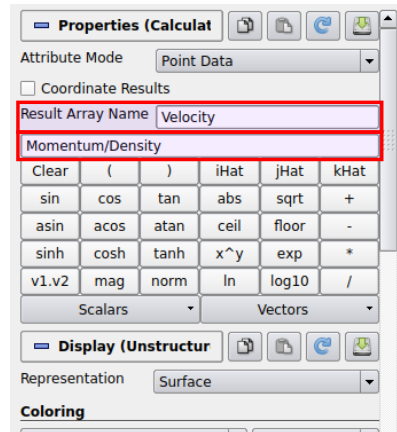 Properties (Calculat
Attribute Mode Point Data
Coordinate Results
Result Array Name Velocity
Momentum/Density
Clear ( ) iHat jHat kHat
sin cos tan abs sqrt +
asin acos atan ceil floor -
sinh cosh tanh x^y exp *
v1.v2 mag norm ln log10 /
Scalars Vectors
Display (Unstructur
Representation Surface
Coloring